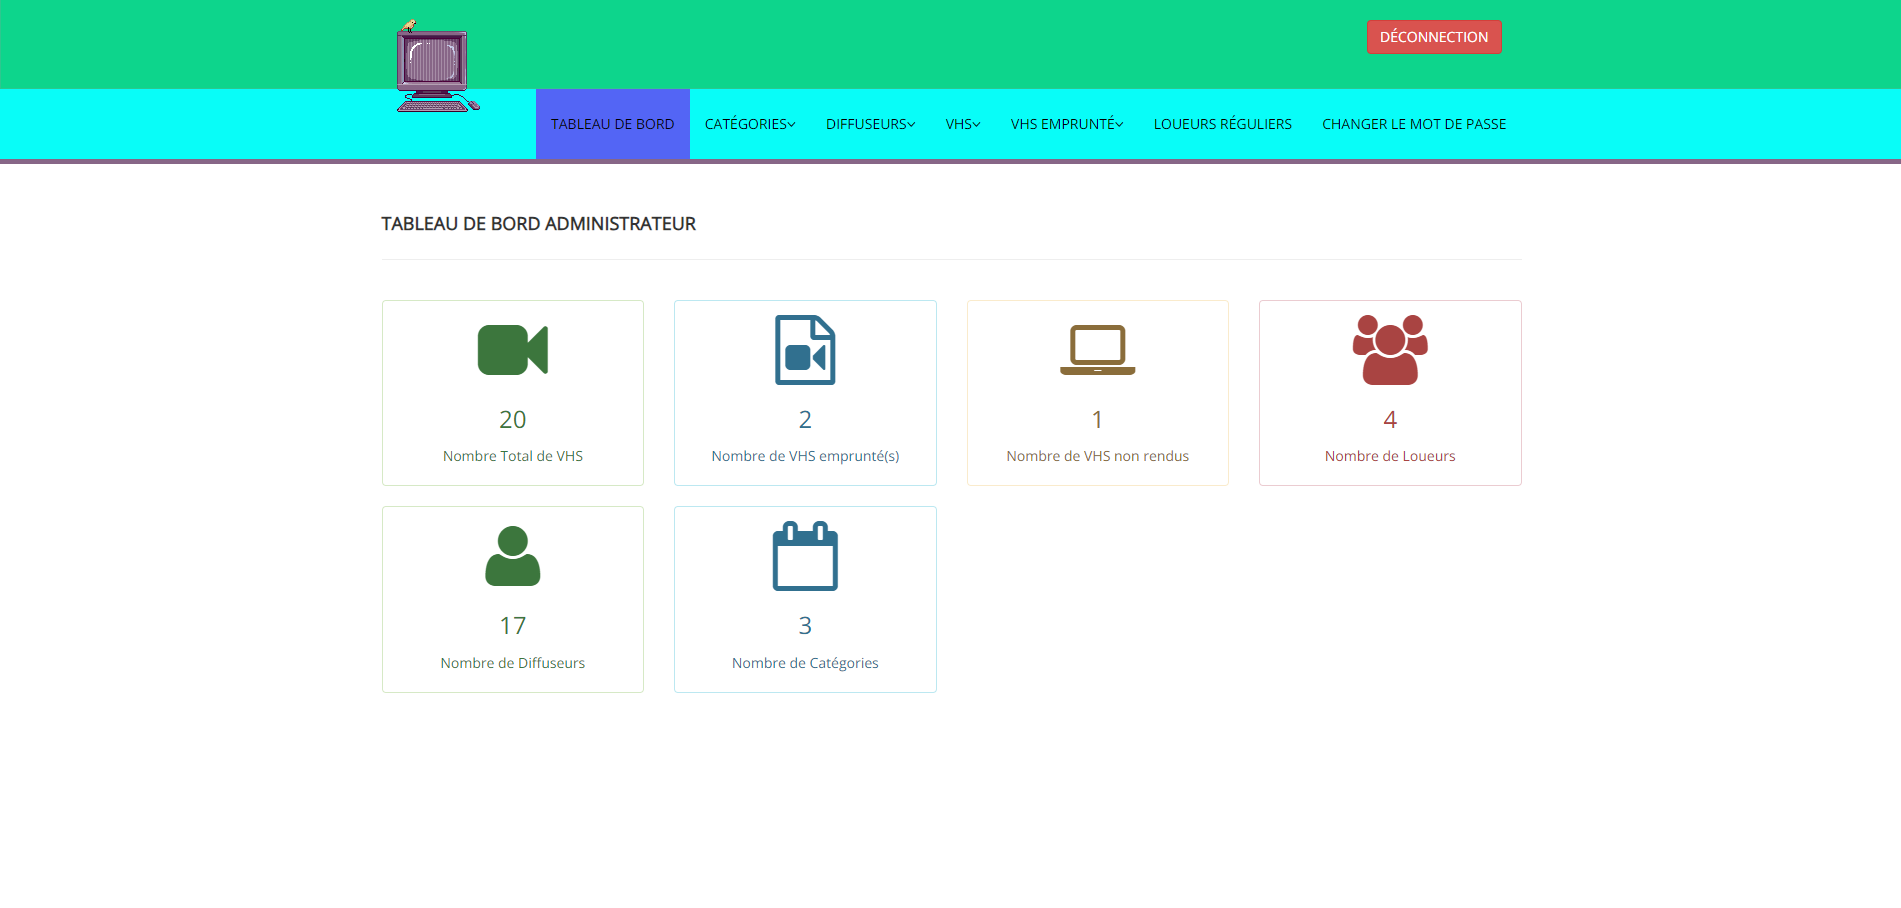 DÉCONNECTION
TABLEAU DE BORD CATÉGORIES DIFFUSEURS VHS VHS EMPRUNTÉ LOUEURS RÉGULIERS CHANGER LE MOT DE PASSE
TABLEAU DE BORD ADMINISTRATEUR
20
Nombre Total de VHS
2
Nombre de VHS emprunté(s)
1
Nombre de VHS non rendus
4
Nombre de Loueurs
17
Nombre de Diffuseurs
3
Nombre de Catégories